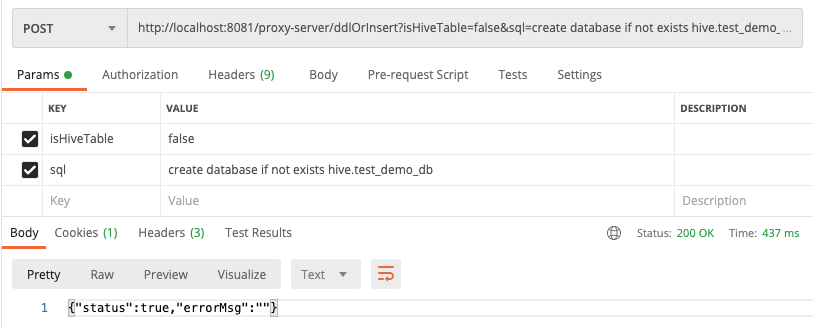 POST http://localhost:8081/proxy-server/ddlOrInsert?isHiveTable=false&sql=create database if not exists hive.test_demo_ ...
Params Authorization Headers (9) Body Pre-request Script Tests Settings
KEY VALUE DESCRIPTION
isHiveTable false
sql create database if not exists hive.test_demo_db
Key Value Description
Body Cookies (1) Headers (3) Test Results Status: 200 OK Time: 437 ms
Pretty Raw Preview Visualize Text
1 {"status":true,"errorMsg":""}